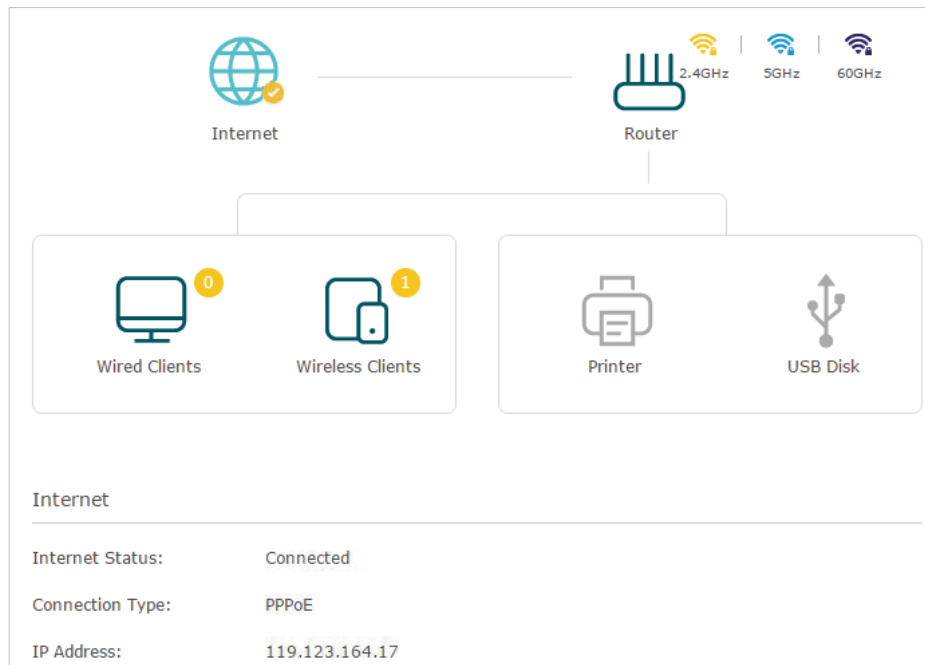 2.4GHz 5GHz 60GHz
Internet Router
0 1
Wired Clients Wireless Clients Printer USB Disk
Internet
Internet Status: Connected
Connection Type: PPPoE
IP Address: 119.123.164.17